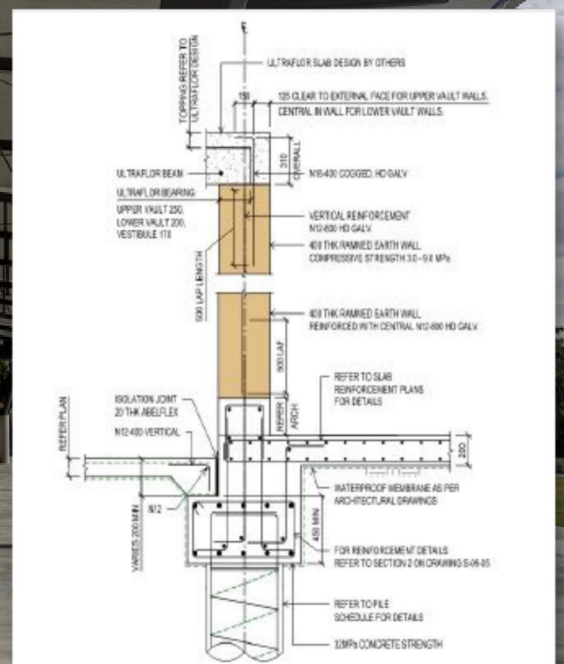 TOPPING REFER TO
ULTRAFLOR DESIGN
ULTRAFLOR SLAB DESIGN BY OTHERS
150
125 CLEAR TO EXTERNAL FACE FOR UPPER VAULT WALLS.
CENTRAL IN WALL FOR LOWER VAULT WALLS.
310
OVERALL
ULTRAFLOR BEAM
N16-400 COGGED, HD GALV
ULTRAFLOR BEARING:
UPPER VAULT 250,
LOWER VAULT 200,
VESTIBULE 170
VERTICAL REINFORCEMENT
N12-800 HD GALV.
400 THK RAMMED EARTH WALL
COMPRESSIVE STRENGTH 3.0 - 9.0 MPa
500 LAP LENGTH
400 THK RAMMED EARTH WALL
REINFORCED WITH CENTRAL N12-800 HD GALV.
500 LAP
REFER TO SLAB
REINFORCEMENT PLANS
FOR DETAILS
ISOLATION JOINT
20 THK ABELFLEX
REFER
ARCH
REFER PLAN
N12-400 VERTICAL
200
WATERPROOF MEMBRANE AS PER
ARCHITECTURAL DRAWINGS
N12
VARIES 200 MIN
450 MIN
FOR REINFORCEMENT DETAILS
REFER TO SECTION 2 ON DRAWING S-06-05
REFER TO PILE
SCHEDULE FOR DETAILS
32MPa CONCRETE STRENGTH